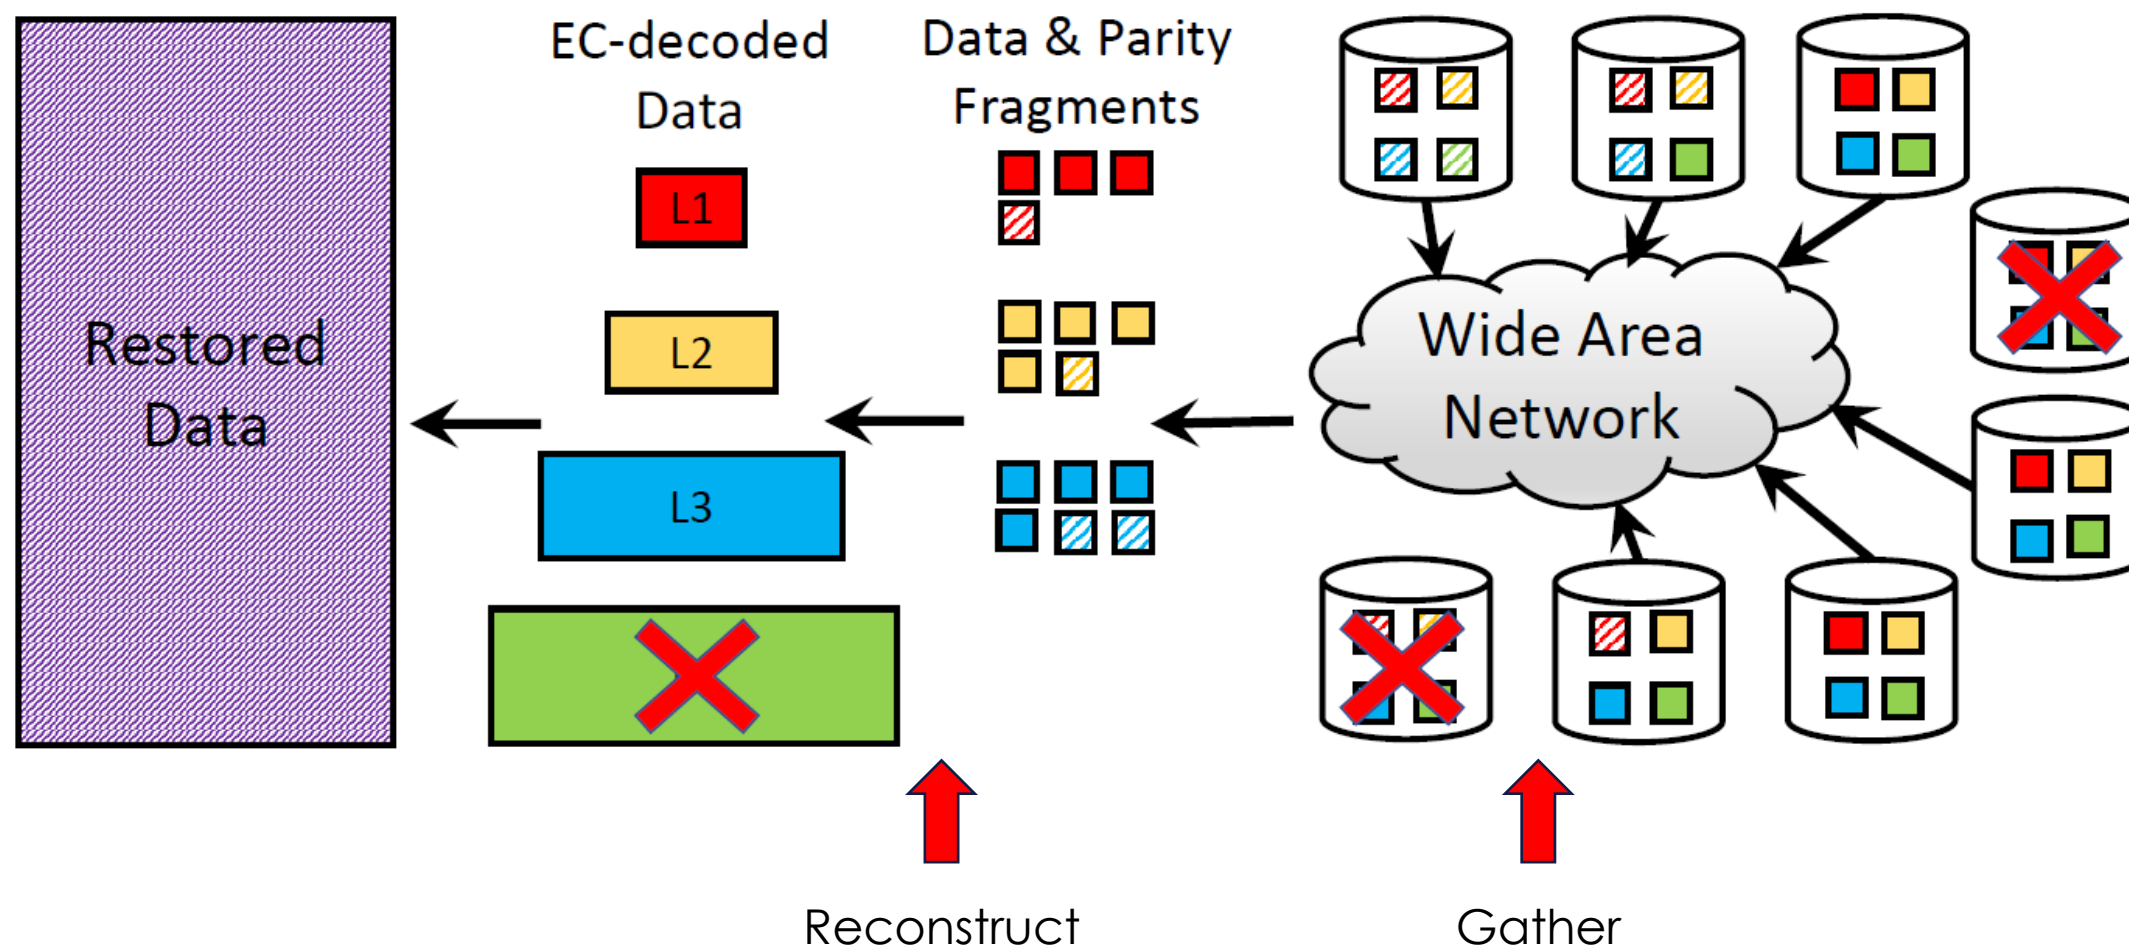 Restored
Data
EC-decoded
Data
L1
L2
L3
Data & Parity
Fragments
Wide Area
Network
Reconstruct
Gather